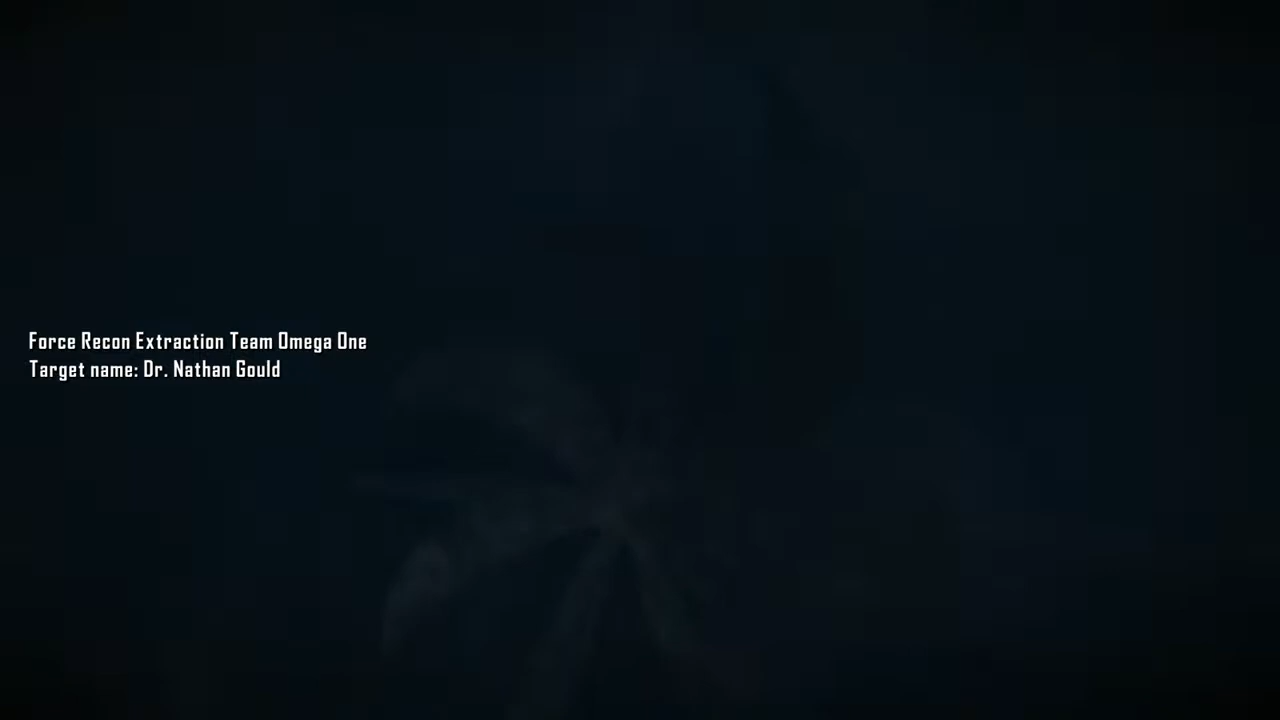 Force Recon Extraction Team Omega One
Target name: Dr. Nathan Gould